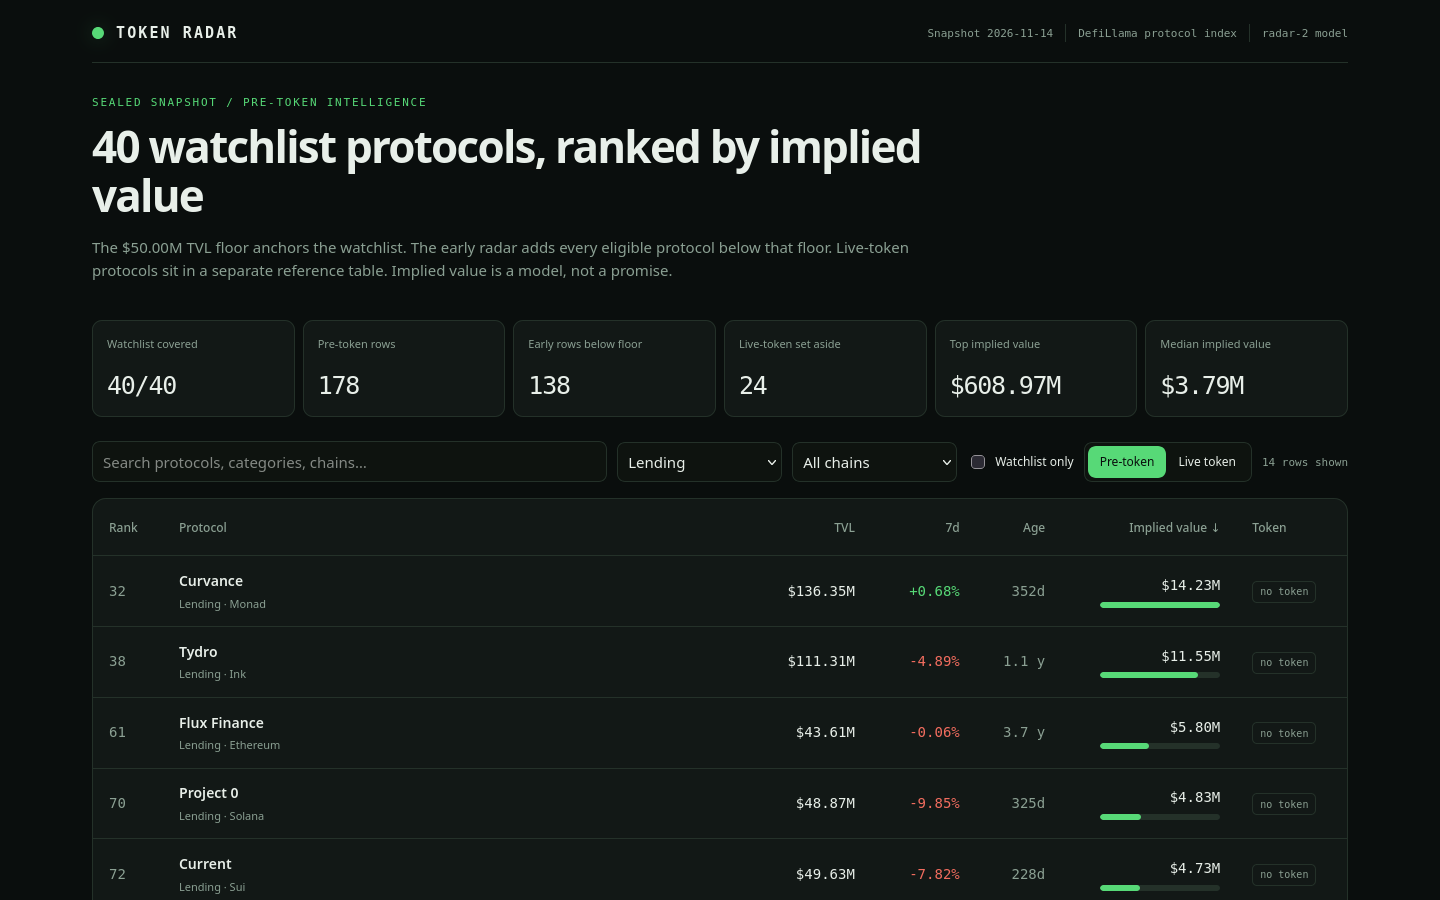 TOKEN RADAR
Snapshot 2026-11-14
DefiLlama protocol index
radar-2 model
SEALED SNAPSHOT / PRE-TOKEN INTELLIGENCE
40 watchlist protocols, ranked by implied
value
The $50.00M TVL floor anchors the watchlist. The early radar adds every eligible protocol below that floor. Live-token
protocols sit in a separate reference table. Implied value is a model, not a promise.
Watchlist covered
40/40
Pre-token rows
178
Early rows below floor
138
Live-token set aside
24
Top implied value
$608.97M
Median implied value
$3.79M
Search protocols, categories, chains...
Lending
All chains
Watchlist only
Pre-token
Live token
14 rows shown
Rank Protocol TVL 7d Age Implied value ↓ Token
32 Curvance $136.35M +0.68% 352d $14.23M no token
Lending · Monad
38 Tydro $111.31M -4.89% 1.1 y $11.55M no token
Lending · Ink
61 Flux Finance $43.61M -0.06% 3.7 y $5.80M no token
Lending · Ethereum
70 Project 0 $48.87M -9.85% 325d $4.83M no token
Lending · Solana
72 Current $49.63M -7.82% 228d $4.73M no token
Lending · Sui